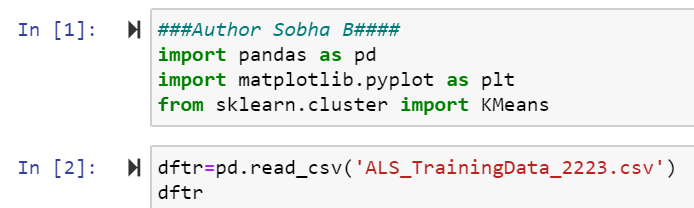 In [1]:
###Author Sobha B####
import pandas as pd
import matplotlib.pyplot as plt
from sklearn.cluster import KMeans
In [2]:
dftr=pd.read_csv('ALS_TrainingData_2223.csv')
dftr